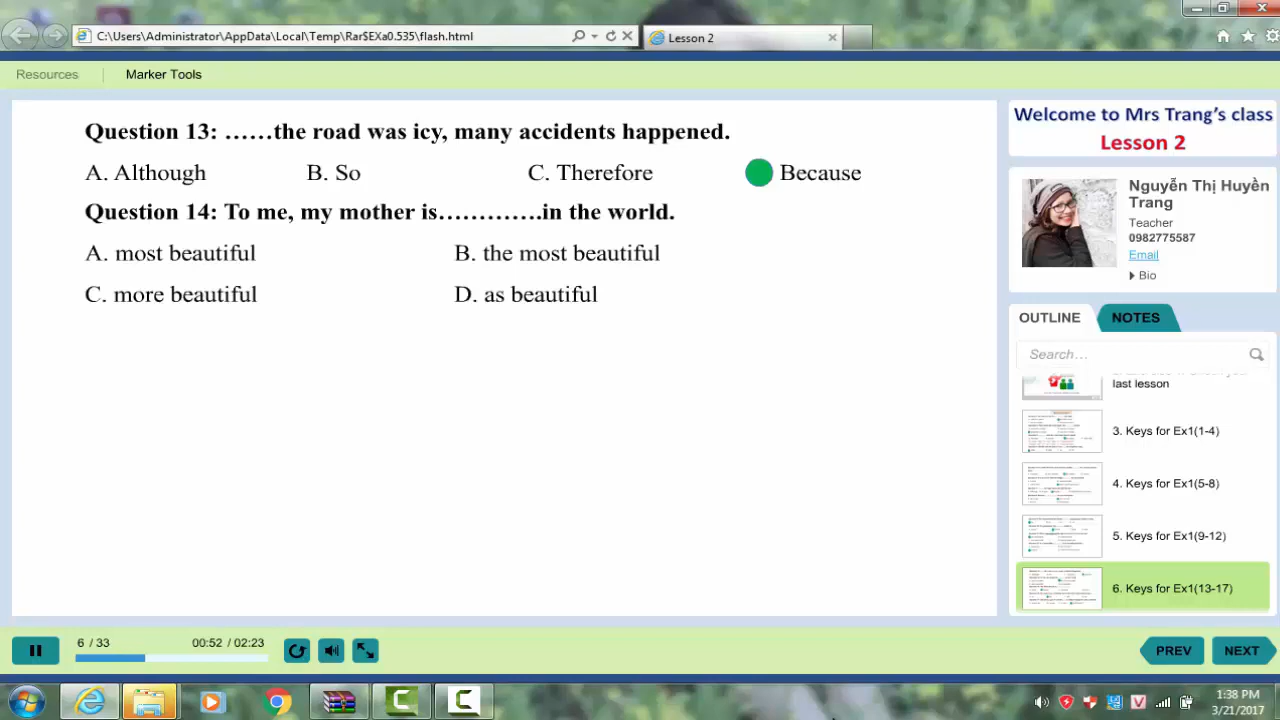 C:\Users\Administrator\AppData\Local\Temp\Rar$EXa0.535\flash.html
Lesson 2
Resources
Marker Tools
Question 13: ……the road was icy, many accidents happened.
A. Although B. So C. Therefore Because
Question 14: To me, my mother is………….in the world.
A. most beautiful B. the most beautiful
C. more beautiful D. as beautiful
Welcome to Mrs Trang's class
Lesson 2
Nguyễn Thị Huyền
Trang
Teacher
0982775587
Email
Bio
OUTLINE
NOTES
Search...
last lesson
3. Keys for Ex1(1-4)
4. Keys for Ex1(5-8)
5. Keys for Ex1(9-12)
6. Keys for
6 / 33
00:52 / 02:23
PREV
NEXT
1:38 PM
3/21/2017